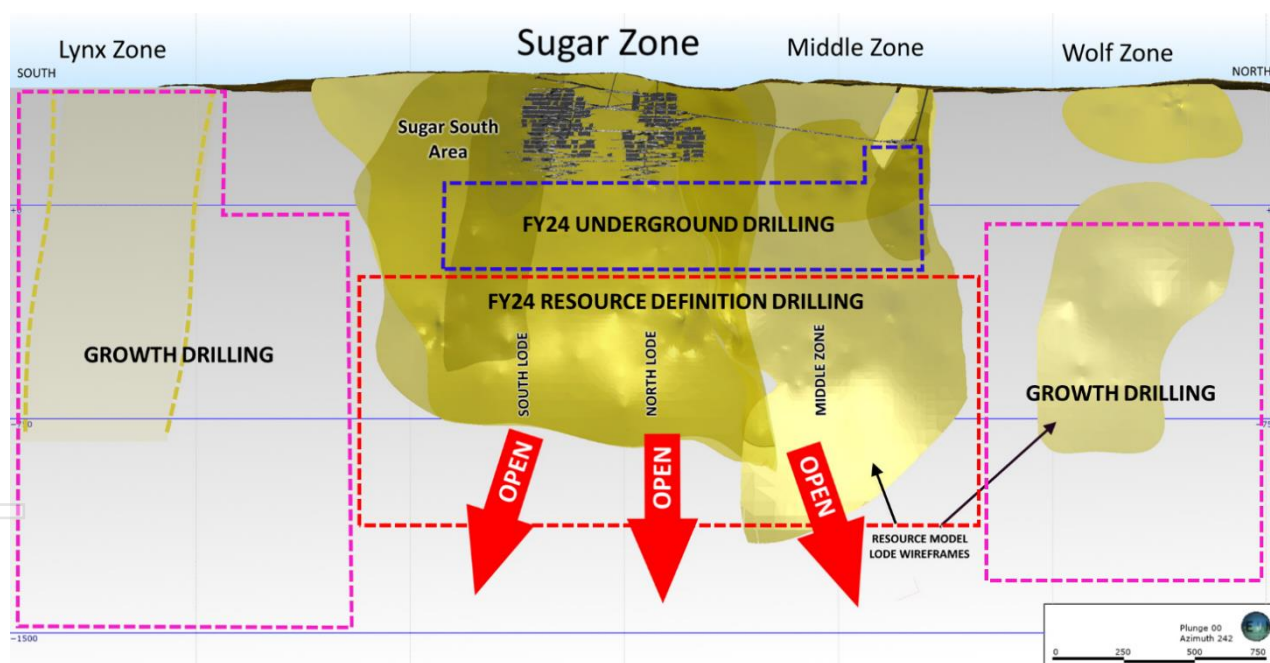 Lynx Zone
Sugar Zone
Middle Zone
Wolf Zone
SOUTH
NORTH
Sugar South
Area
FY24 UNDERGROUND DRILLING
FY24 RESOURCE DEFINITION DRILLING
GROWTH DRILLING
SOUTH LODE
NORTH LODE
MIDDLE ZONE
GROWTH DRILLING
OPEN
OPEN
OPEN
RESOURCE MODEL
LODE WIREFRAMES
-1500
Plunge 00
Azimuth 242
0 250 500 750